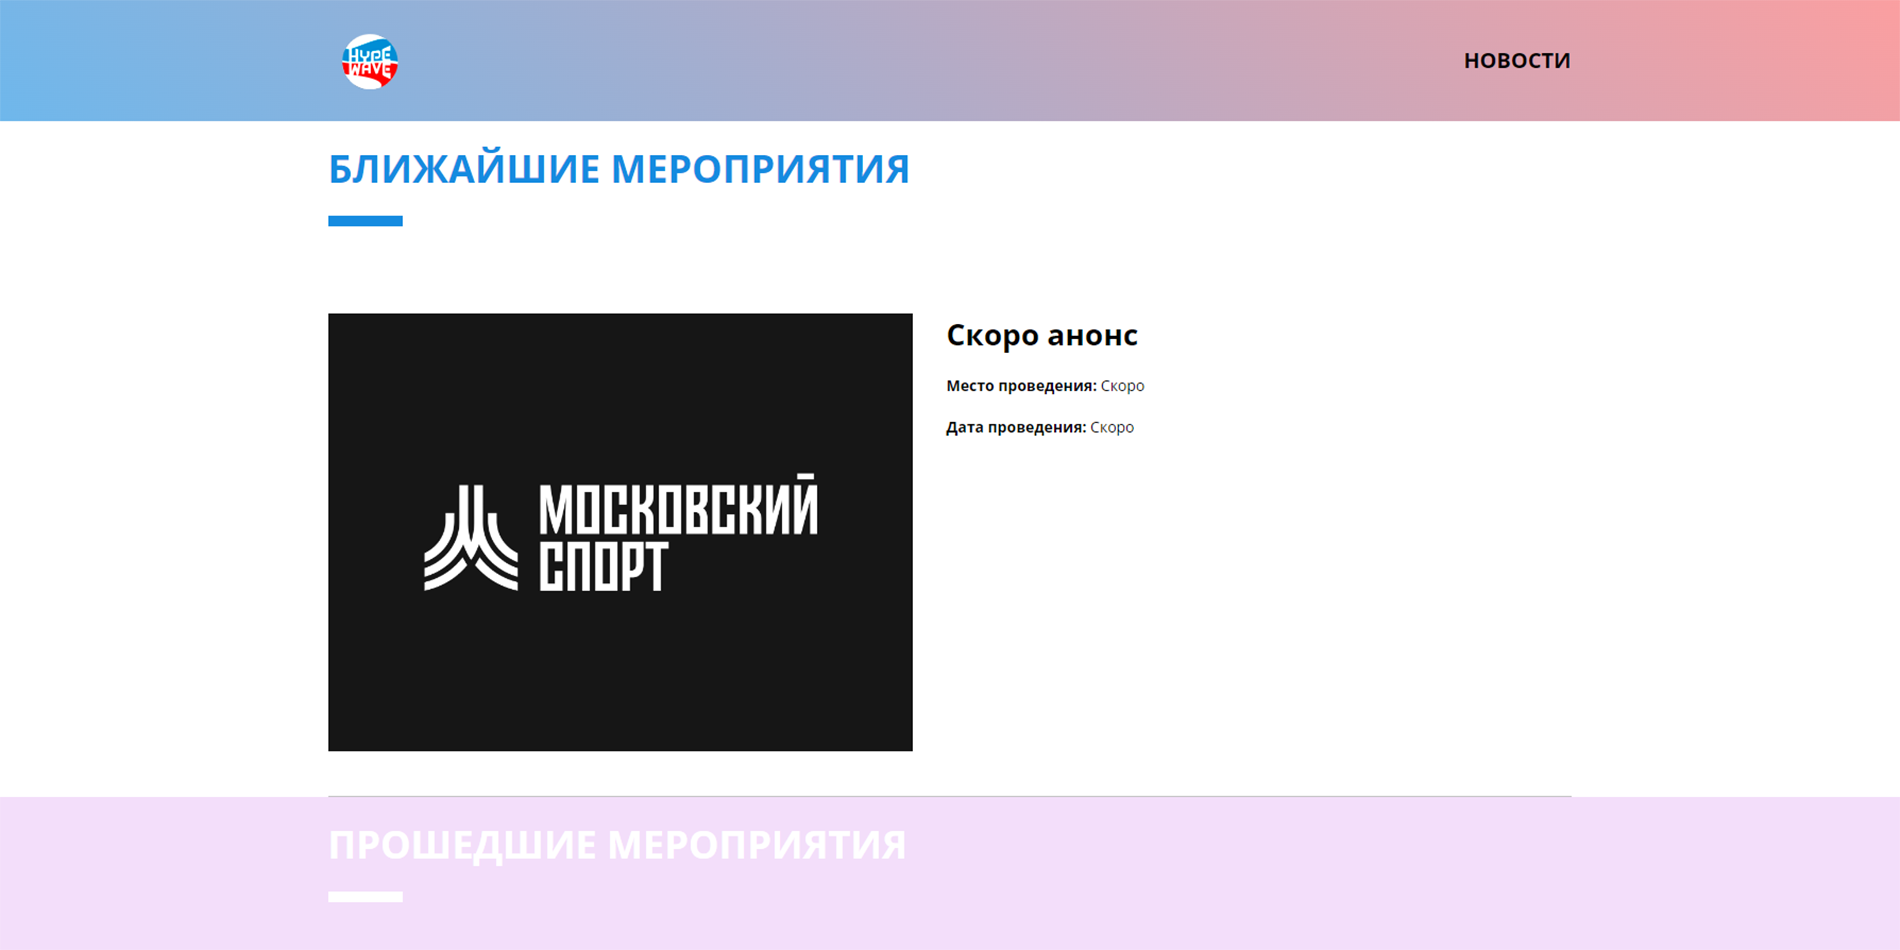 HYPE
WAVE
НОВОСТИ
БЛИЖАЙШИЕ МЕРОПРИЯТИЯ
МОСКОВСКИЙ
СПОРТ
Скоро анонс
Место проведения: Скоро
Дата проведения: Скоро
ПРОШЕДШИЕ МЕРОПРИЯТИЯ